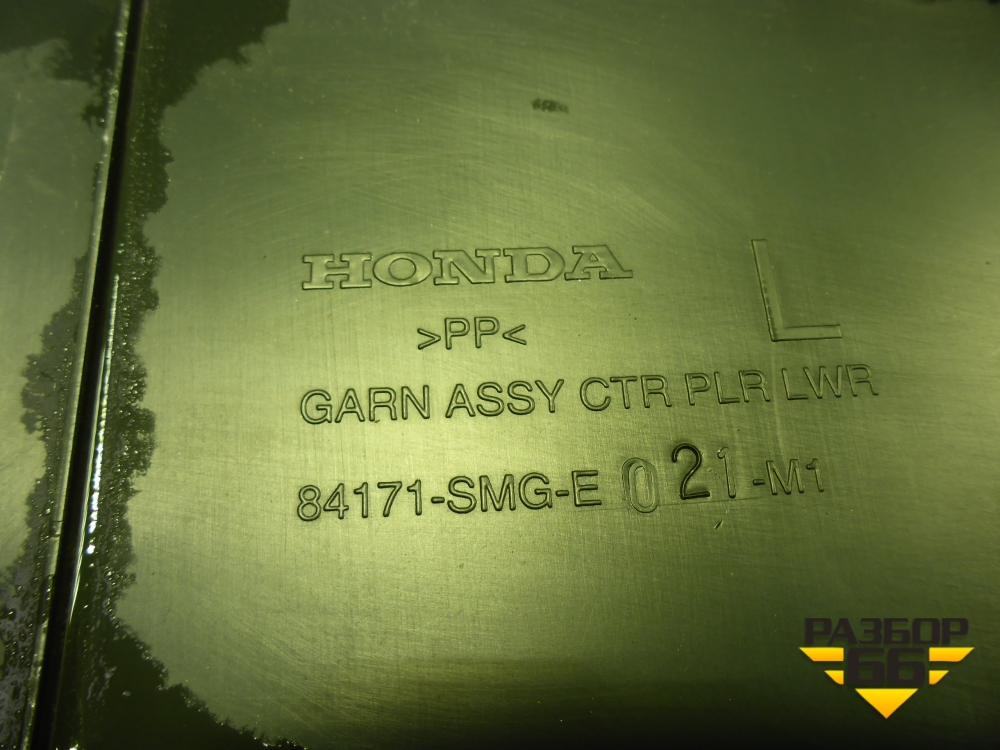 HONDA
L
>PP<
GARN ASSY CTR PLR LWR
84171-SMG-E 021-M1
РАЗБОР
66